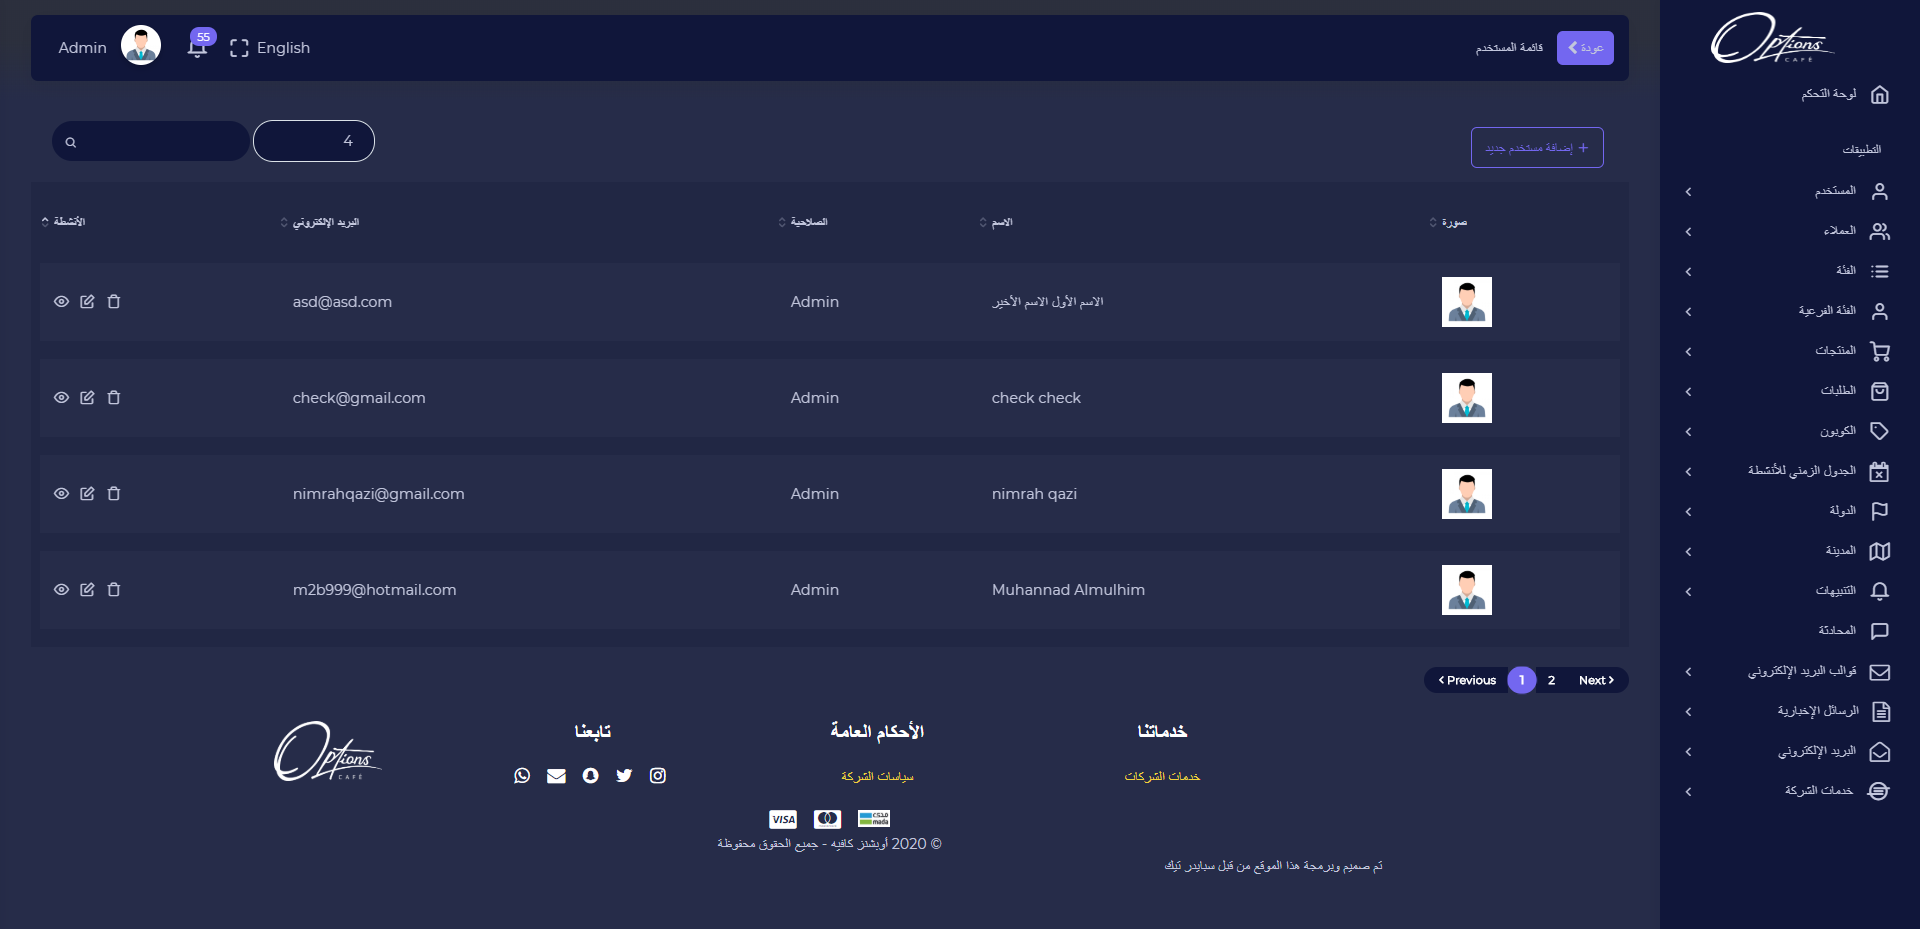 Options
CAFÉ
لوحة التحكم
التطبيقات
المستخدم
العملاء
الفئة
الفئة الفرعية
المنتجات
الطلبات
الكوبون
الجدول الزمني للأنشطة
الدولة
المدينة
التنبيهات
المحادثة
قوالب البريد الإلكتروني
الرسائل الإخبارية
البريد الإلكتروني
خدمات الشركة
عودة
قائمة المستخدم
English
55
Admin
+ إضافة مستخدم جديد
4
صورة الاسم الصلاحية البريد الإلكتروني الأنشطة
الاسم الأول الاسم الأخير Admin asd@asd.com
check check Admin check@gmail.com
nimrah qazi Admin nimrahqazi@gmail.com
Muhannad Almulhim Admin m2b999@hotmail.com
Previous 1 2 Next
خدماتنا
خدمات الشركات
الأحكام العامة
سياسات الشركة
تابعنا
Options
CAFÉ
VISA
مدى
mada
© 2020 أوبشنز كافيه - جميع الحقوق محفوظة
تم صميم وبرمجة هذا الموقع من قبل سبايدر تيك